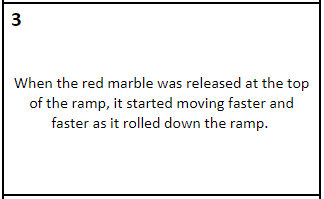 3
When the red marble was released at the top
of the ramp, it started moving faster and
faster as it rolled down the ramp.